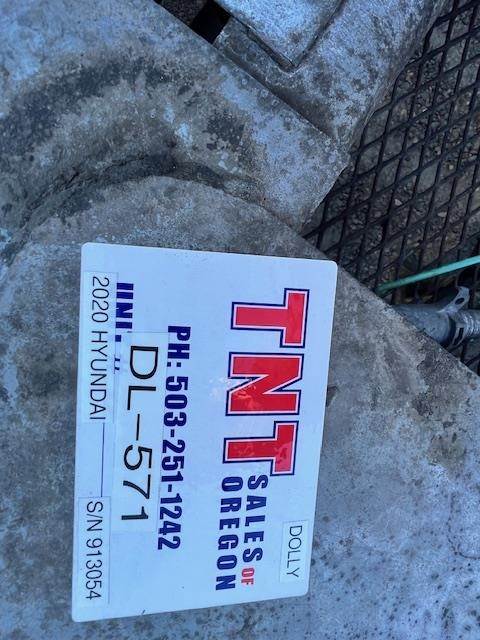 DOLLY
TNT
SALES OF
OREGON
PH: 503-251-1242
DL-571
2020 HYUNDAI
S/N 913054